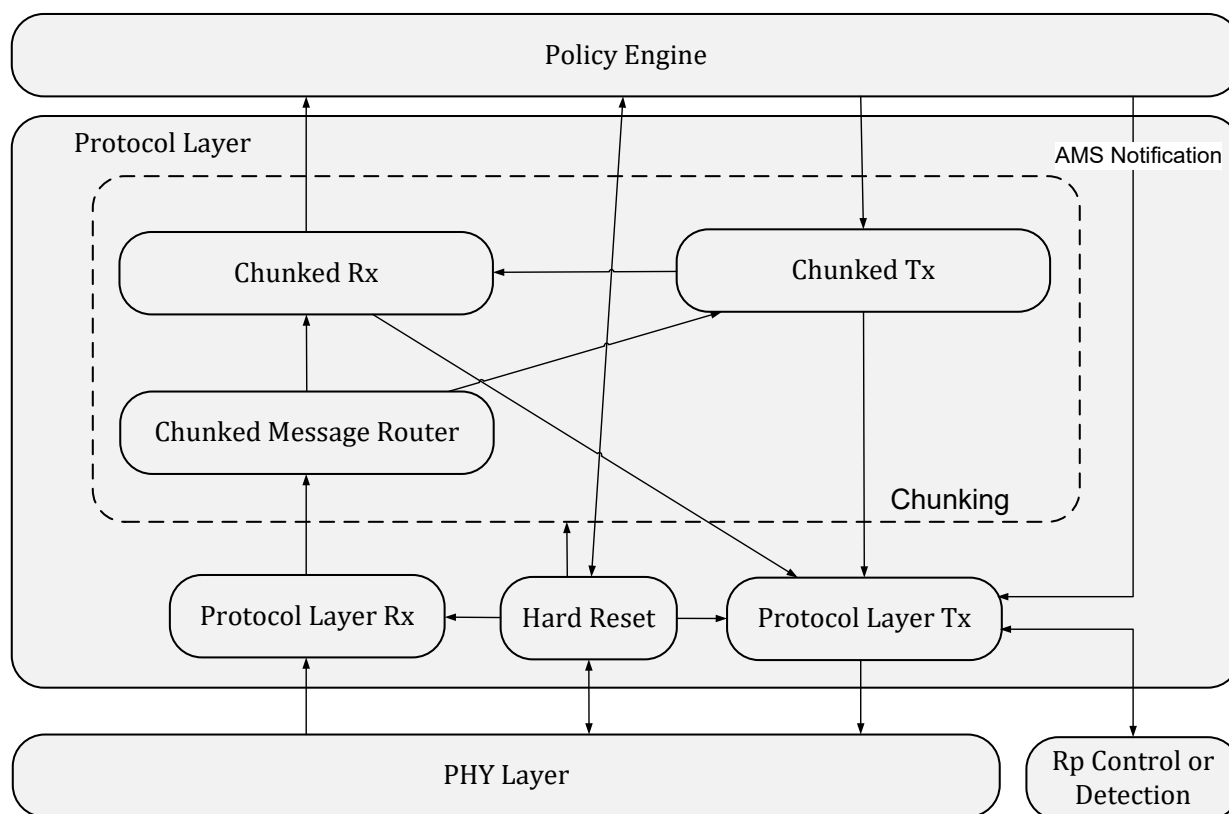 Policy Engine
Protocol Layer
AMS Notification
Chunked Rx
Chunked Tx
Chunked Message Router
Chunking
Protocol Layer Rx
Hard Reset
Protocol Layer Tx
PHY Layer
Rp Control or
Detection